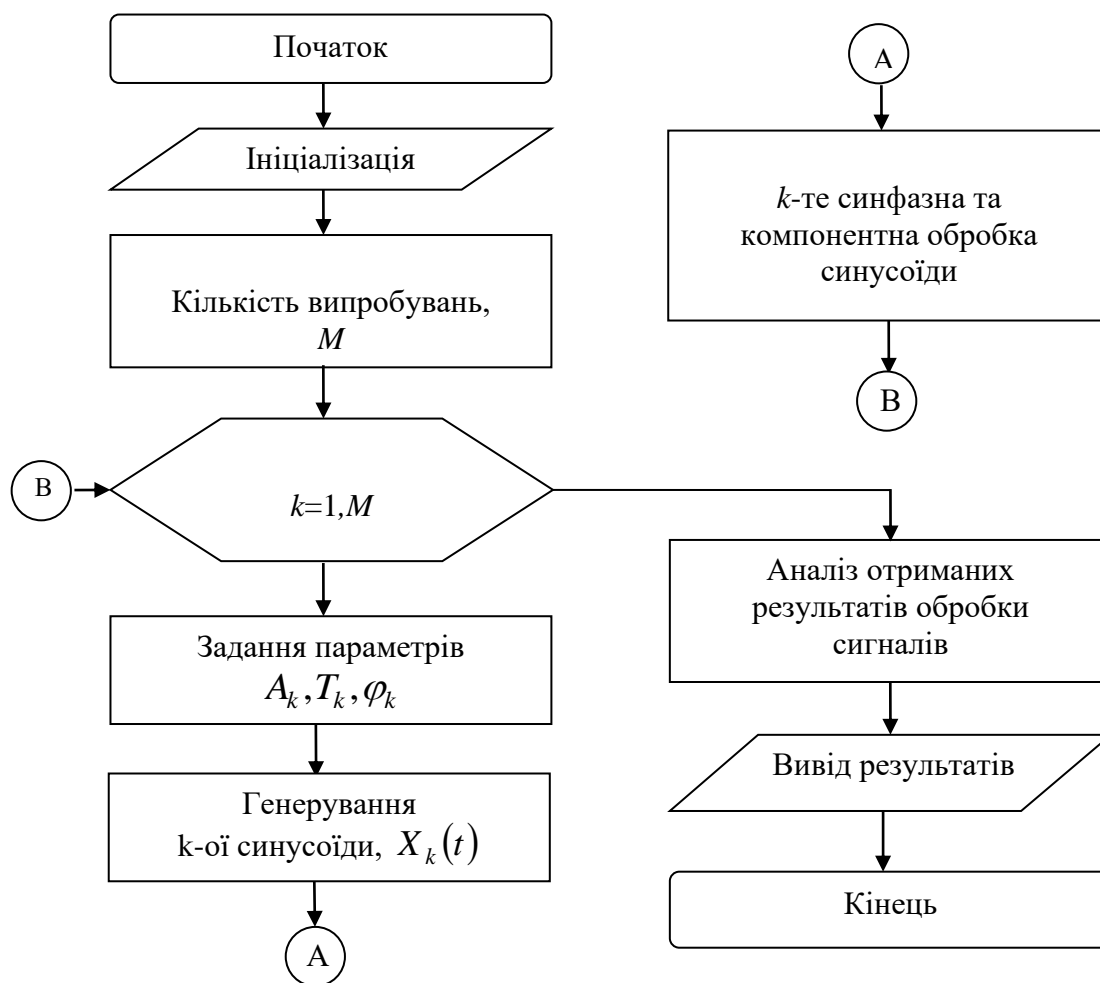 Початок
Ініціалізація
Кількість випробувань,
M
B
k=1,M
Задання параметрів
A_k, T_k, φ_k
Генерування
k-ої синусоїди, X_k(t)
A
A
k-те синфазна та
компонентна обробка
синусоїди
B
Аналіз отриманих
результатів обробки
сигналів
Вивід результатів
Кінець